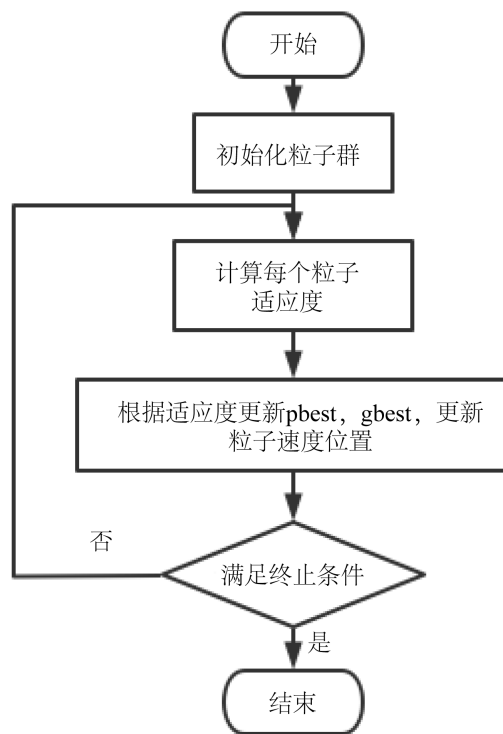 开始
初始化粒子群
计算每个粒子
适应度
根据适应度更新pbest，gbest，更新
粒子速度位置
否
满足终止条件
是
结束